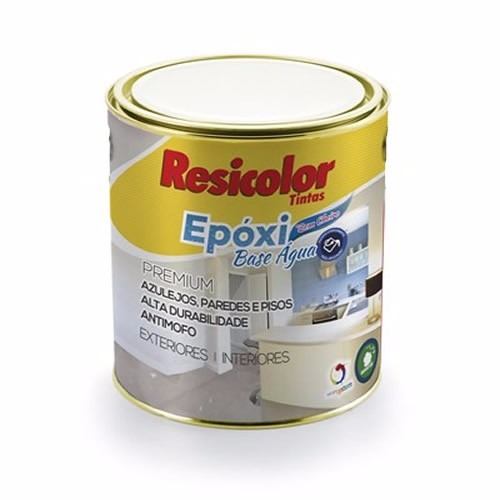 Resicolor
Tintas
Epóxi
Sem Cheiro
Base Água
PREMIUM
AZULEJOS, PAREDES E PISOS
ALTA DURABILIDADE
ANTIMOFO
EXTERIORES | INTERIORES